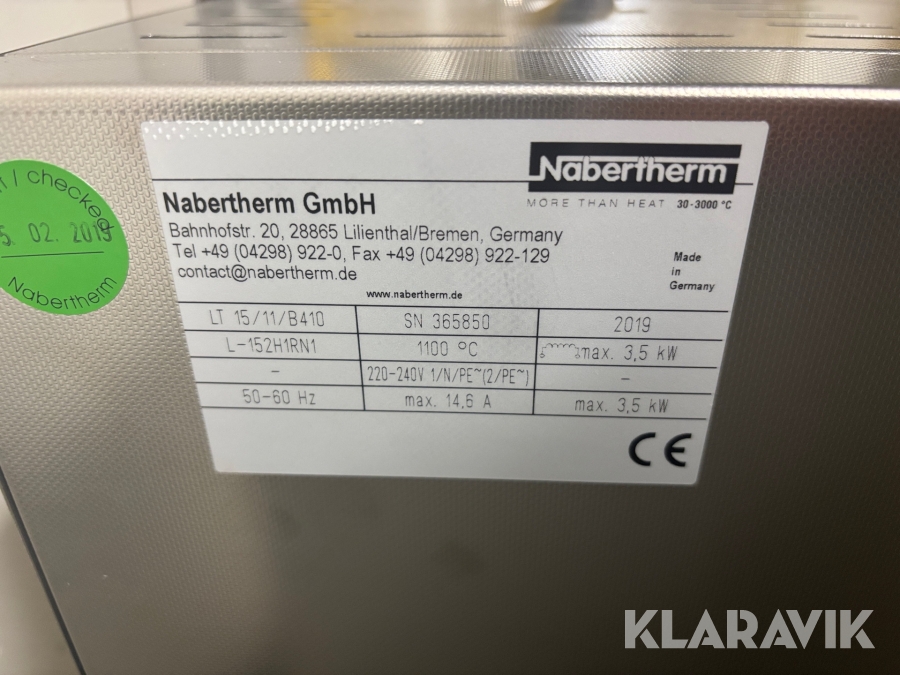 Nabertherm
MORE THAN HEAT 30-3000 °C
Nabertherm GmbH
Bahnhofstr. 20, 28865 Lilienthal/Bremen, Germany
Tel +49 (04298) 922-0, Fax +49 (04298) 922-129
contact@nabertherm.de
www.nabertherm.de
Made
in
Germany
LT 15/11/B410 SN 365850 2019
L-152H1RN1 1100 °C max. 3,5 kW
- 220-240V 1/N/PE~(2/PE~) -
50-60 Hz max. 14,6 A max. 3,5 kW
CE
/ checked
5. 02. 2019
Nabertherm
KLARAVIK